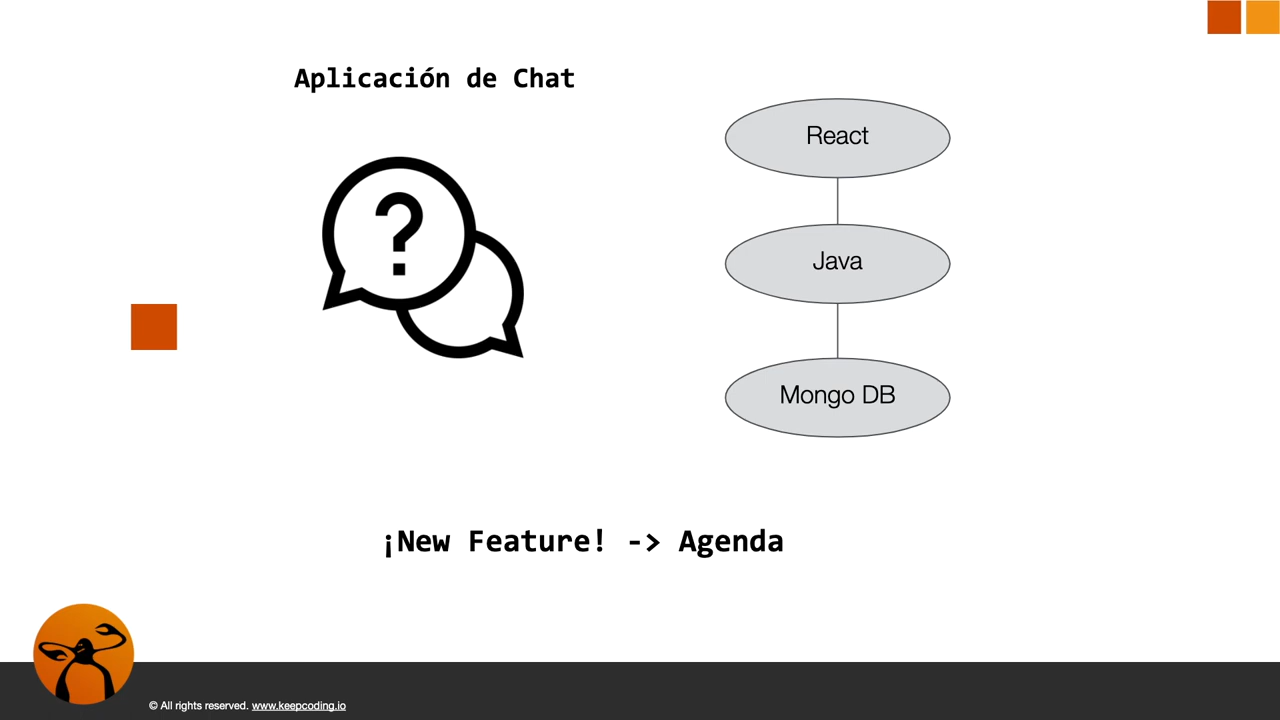 Aplicación de Chat
?
React
Java
Mongo DB
¡New Feature! -> Agenda
© All rights reserved. www.keepcoding.io